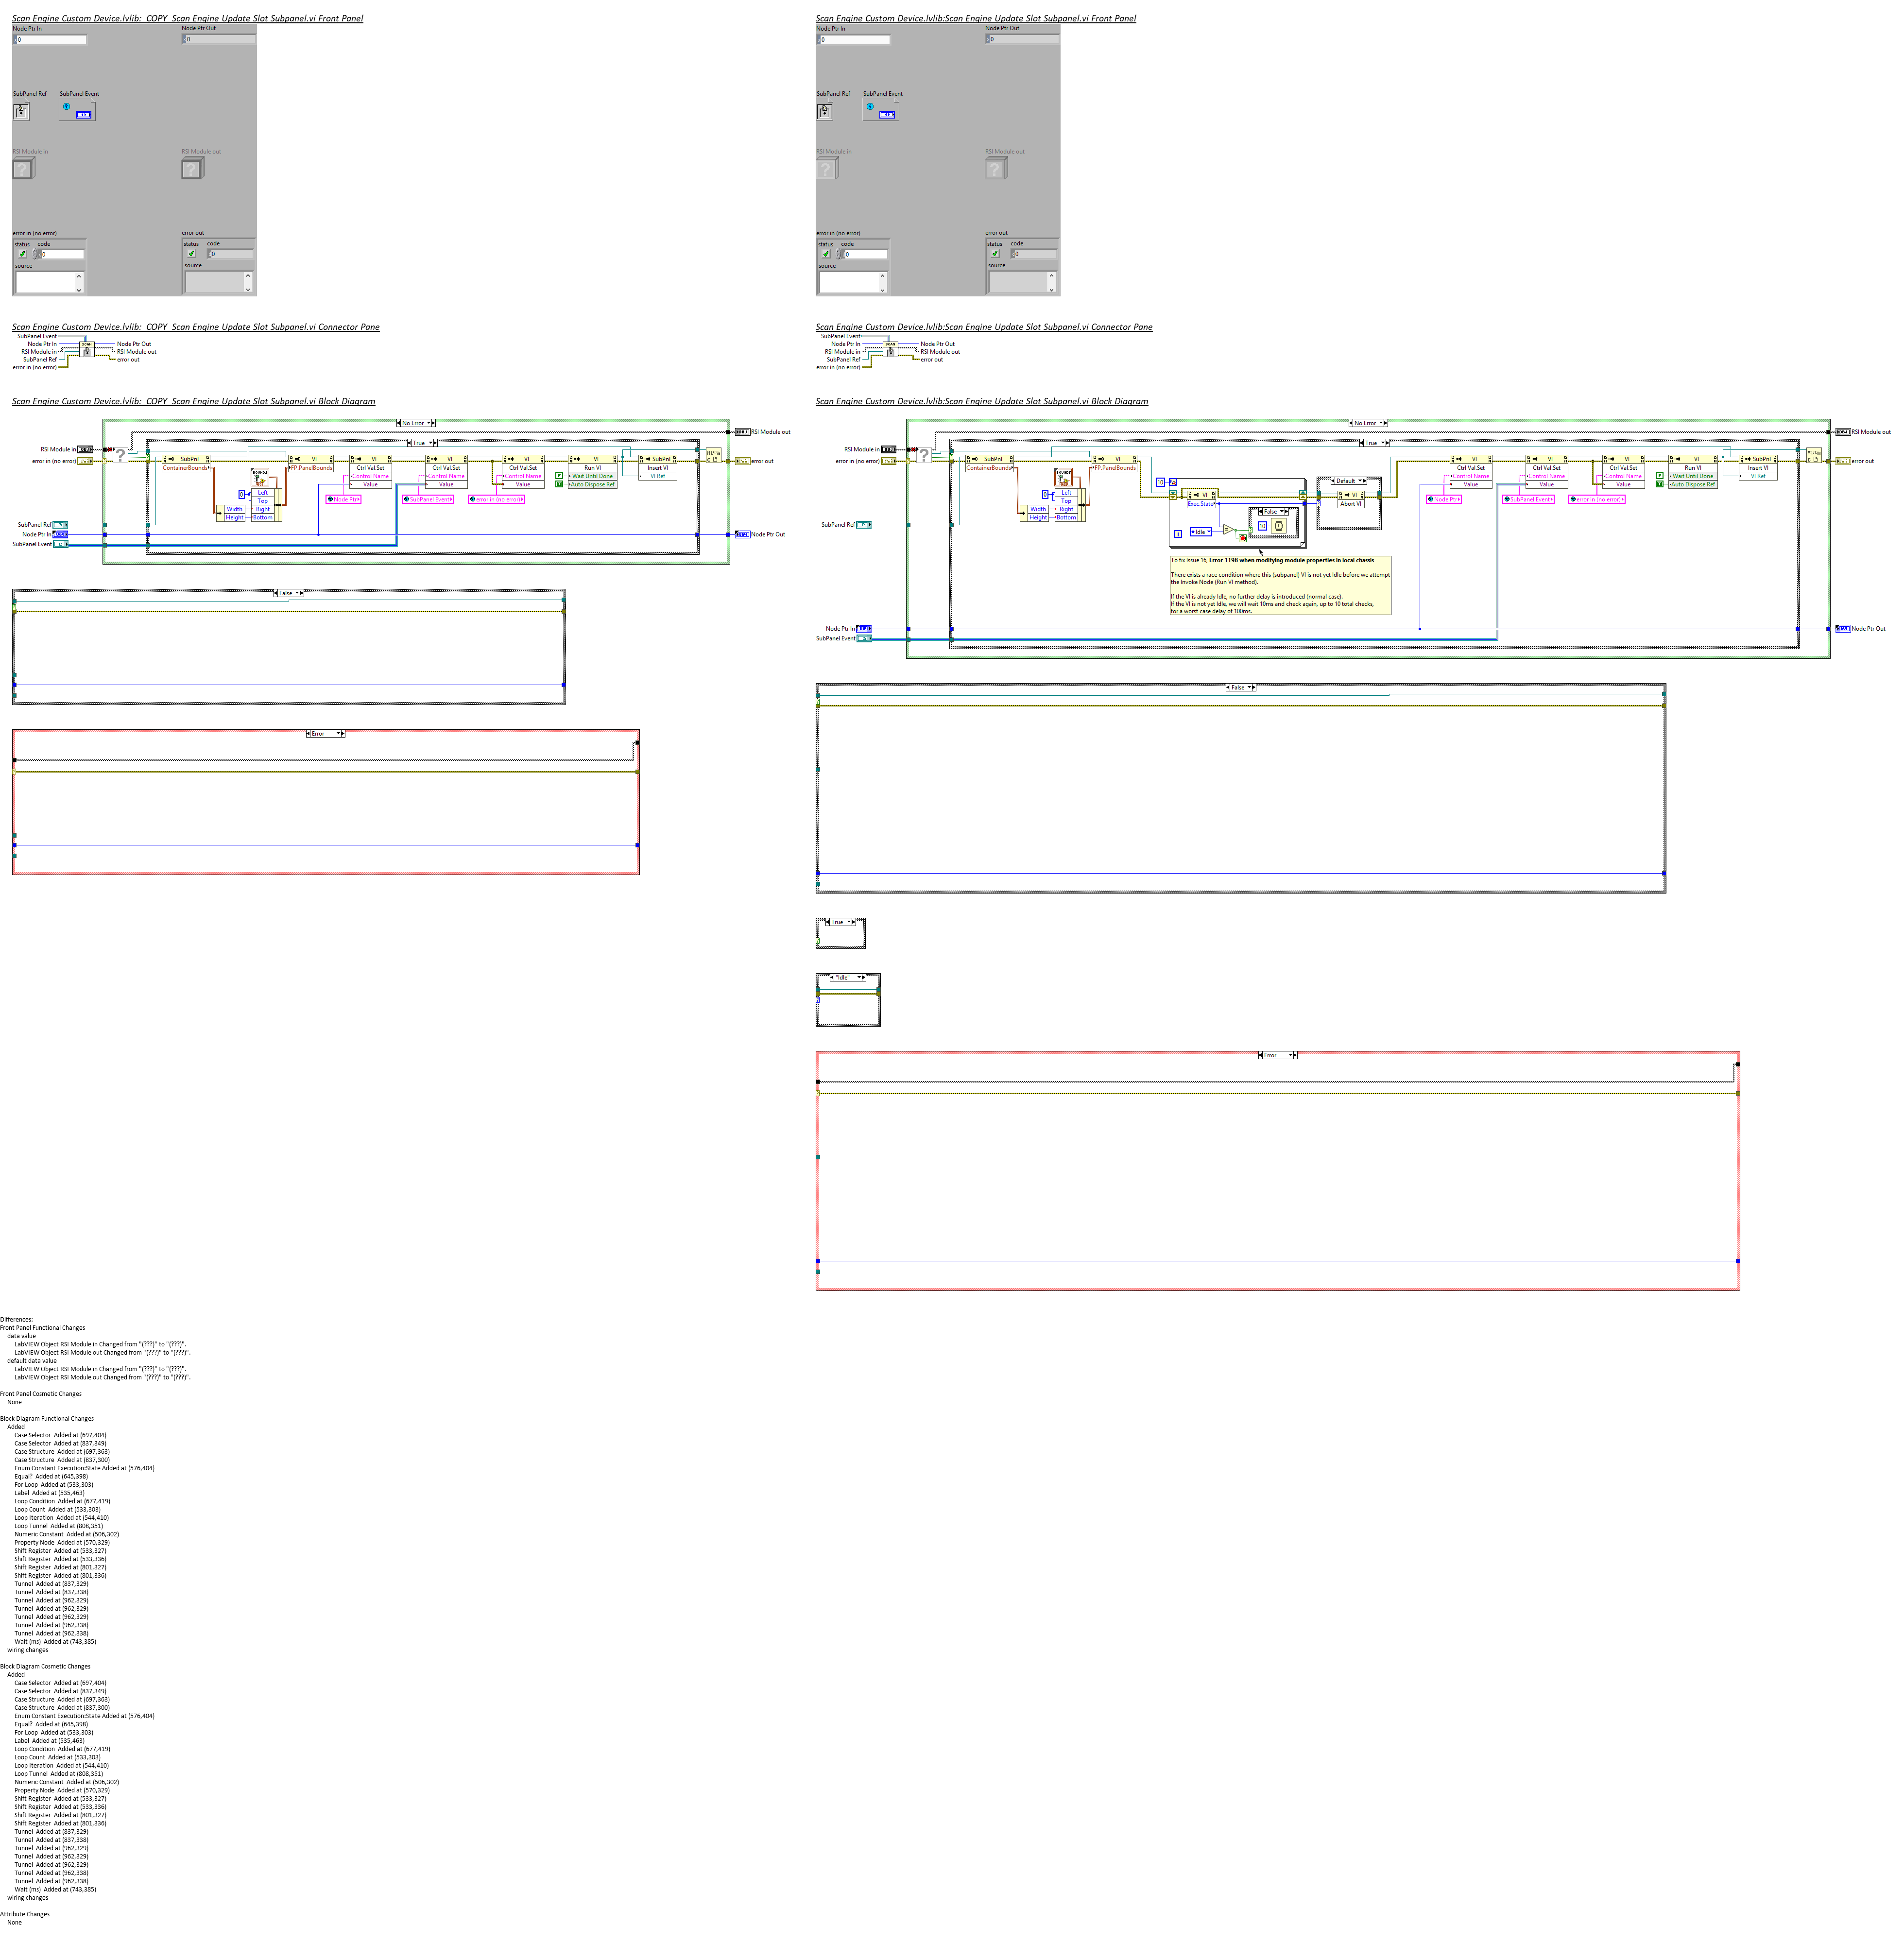 Scan Engine Custom Device.lvlib:_COPY_Scan Engine Update Slot Subpanel.vi Front Panel
Node Ptr In
Node Ptr Out
0
0
SubPanel Ref
SubPanel Event
RSI Module in
RSI Module out
error in (no error)
error out
status code
status code
0
0
source
source
Scan Engine Custom Device.lvlib:_COPY_Scan Engine Update Slot Subpanel.vi Connector Pane
SubPanel Event
Node Ptr In
Node Ptr Out
RSI Module in
RSI Module out
SubPanel Ref
error out
error in (no error)
Scan Engine Custom Device.lvlib:_COPY_Scan Engine Update Slot Subpanel.vi Block Diagram
No Error
RSI Module out
True
RSI Module in
error in (no error)
error out
SubPnl
VI
VI
VI
VI
VI
SubPnl
ContainerBounds
FP.PanelBounds
Ctrl Val.Set
Ctrl Val.Set
Ctrl Val.Set
Run VI
Insert VI
Control Name
Control Name
Control Name
Wait Until Done
VI Ref
Value
Value
Value
Auto Dispose Ref
BOUNDS
0
Left
Top
Width
Right
Height
Bottom
Node Ptr
SubPanel Event
error in (no error)
SubPanel Ref
Node Ptr In
Node Ptr Out
SubPanel Event
False
Error
Scan Engine Custom Device.lvlib:Scan Engine Update Slot Subpanel.vi Front Panel
Node Ptr In
Node Ptr Out
0
0
SubPanel Ref
SubPanel Event
RSI Module in
RSI Module out
error in (no error)
error out
status code
status code
0
0
source
source
Scan Engine Custom Device.lvlib:Scan Engine Update Slot Subpanel.vi Connector Pane
SubPanel Event
Node Ptr In
Node Ptr Out
RSI Module in
RSI Module out
SubPanel Ref
error out
error in (no error)
Scan Engine Custom Device.lvlib:Scan Engine Update Slot Subpanel.vi Block Diagram
No Error
RSI Module out
True
RSI Module in
error in (no error)
error out
SubPnl
VI
VI
VI
VI
VI
SubPnl
ContainerBounds
FP.PanelBounds
Ctrl Val.Set
Ctrl Val.Set
Ctrl Val.Set
Run VI
Insert VI
Control Name
Control Name
Control Name
Wait Until Done
VI Ref
Value
Value
Value
Auto Dispose Ref
BOUNDS
0
Left
Top
Width
Right
Height
Bottom
10
N
VI
Exec.State
Idle
i
False
10
Default
VI
Abort VI
Node Ptr
SubPanel Event
error in (no error)
SubPanel Ref
To fix Issue 16, Error 1198 when modifying module properties in local chassis
There exists a race condition where this (subpanel) VI is not yet Idle before we attempt
the Invoke Node (Run VI method).
If the VI is already Idle, no further delay is introduced (normal case).
If the VI is not yet Idle, we will wait 10ms and check again, up to 10 total checks,
for a worst case delay of 100ms.
Node Ptr In
Node Ptr Out
SubPanel Event
False
True
"Idle"
Error
Differences:
Front Panel Functional Changes
data value
LabVIEW Object RSI Module in Changed from "(???)" to "(???)".
LabVIEW Object RSI Module out Changed from "(???)" to "(???)".
default data value
LabVIEW Object RSI Module in Changed from "(???)" to "(???)".
LabVIEW Object RSI Module out Changed from "(???)" to "(???)".
Front Panel Cosmetic Changes
None
Block Diagram Functional Changes
Added
Case Selector Added at (697,404)
Case Selector Added at (837,349)
Case Structure Added at (697,363)
Case Structure Added at (837,300)
Enum Constant Execution:State Added at (576,404)
Equal? Added at (645,398)
For Loop Added at (533,303)
Label Added at (535,463)
Loop Condition Added at (677,419)
Loop Count Added at (533,303)
Loop Iteration Added at (544,410)
Loop Tunnel Added at (808,351)
Numeric Constant Added at (506,302)
Property Node Added at (570,329)
Shift Register Added at (533,327)
Shift Register Added at (533,336)
Shift Register Added at (801,327)
Shift Register Added at (801,336)
Tunnel Added at (837,329)
Tunnel Added at (837,338)
Tunnel Added at (962,329)
Tunnel Added at (962,329)
Tunnel Added at (962,329)
Tunnel Added at (962,338)
Tunnel Added at (962,338)
Wait (ms) Added at (743,385)
wiring changes
Block Diagram Cosmetic Changes
Added
Case Selector Added at (697,404)
Case Selector Added at (837,349)
Case Structure Added at (697,363)
Case Structure Added at (837,300)
Enum Constant Execution:State Added at (576,404)
Equal? Added at (645,398)
For Loop Added at (533,303)
Label Added at (535,463)
Loop Condition Added at (677,419)
Loop Count Added at (533,303)
Loop Iteration Added at (544,410)
Loop Tunnel Added at (808,351)
Numeric Constant Added at (506,302)
Property Node Added at (570,329)
Shift Register Added at (533,327)
Shift Register Added at (533,336)
Shift Register Added at (801,327)
Shift Register Added at (801,336)
Tunnel Added at (837,329)
Tunnel Added at (837,338)
Tunnel Added at (962,329)
Tunnel Added at (962,329)
Tunnel Added at (962,329)
Tunnel Added at (962,338)
Tunnel Added at (962,338)
Wait (ms) Added at (743,385)
wiring changes
Attribute Changes
None